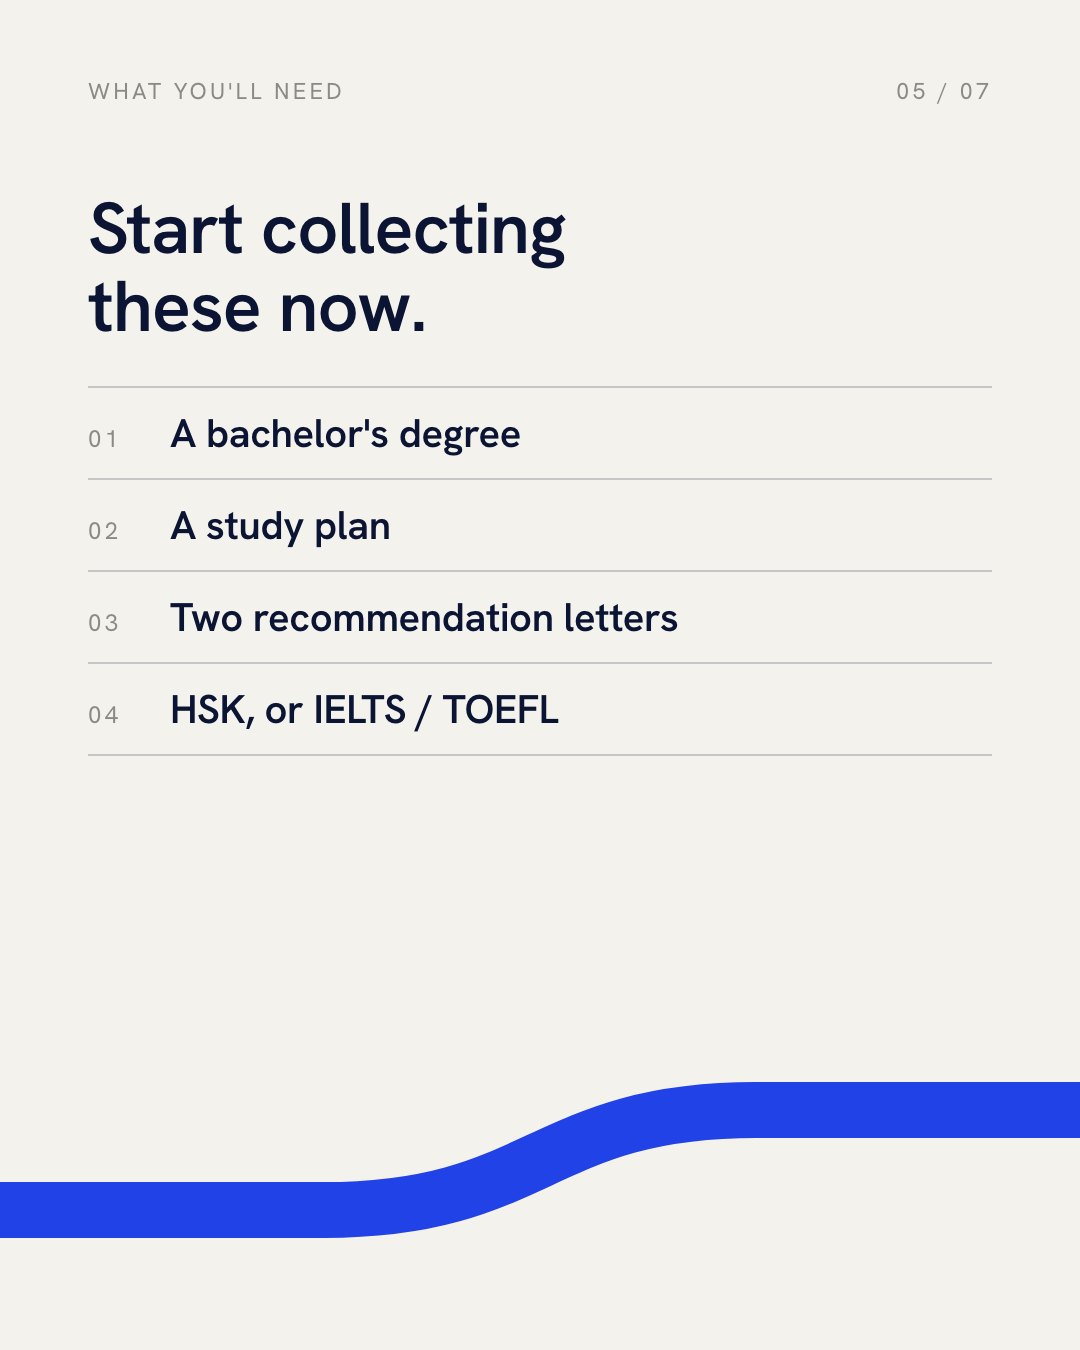 WHAT YOU'LL NEED 05 / 07
Start collecting
these now.
01 A bachelor's degree
02 A study plan
03 Two recommendation letters
04 HSK, or IELTS / TOEFL